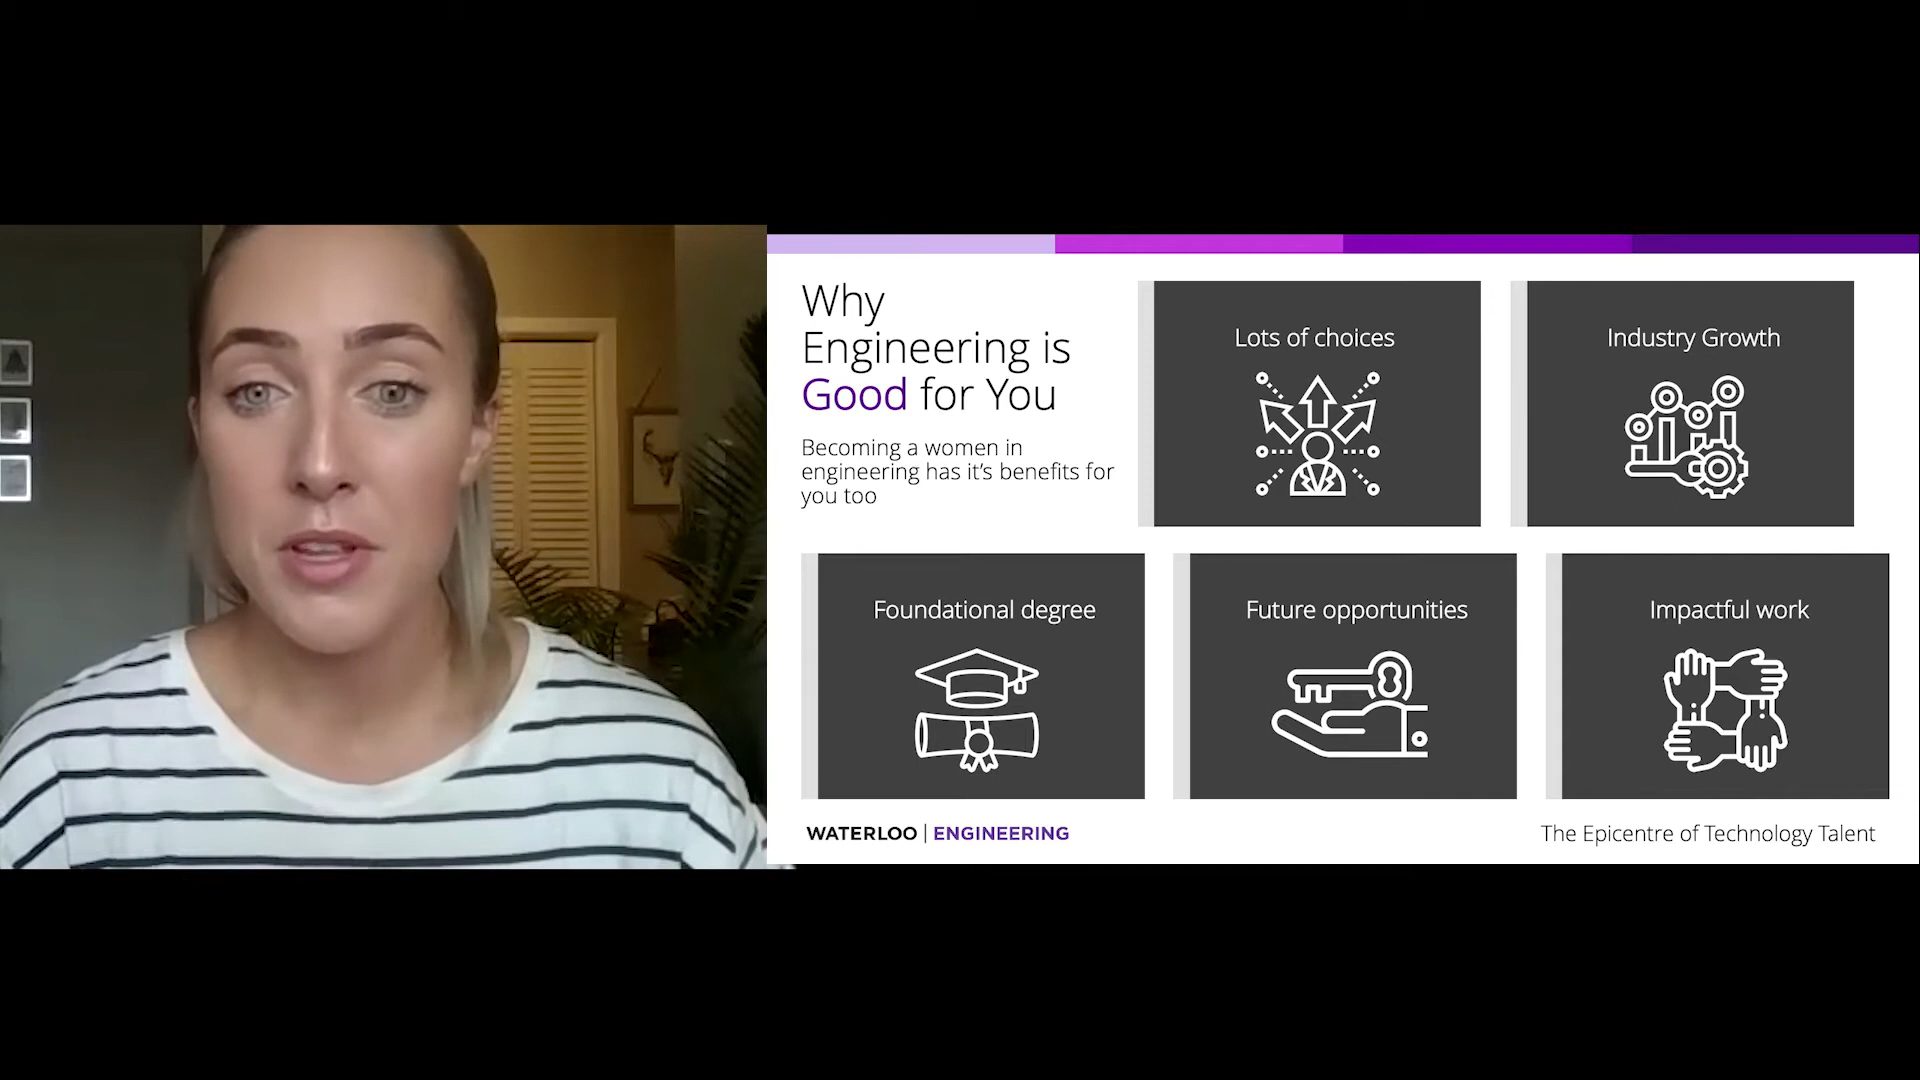 Why
Engineering is
Good for You
Becoming a women in
engineering has it's benefits for
you too
Lots of choices
Industry Growth
Foundational degree
Future opportunities
Impactful work
WATERLOO | ENGINEERING
The Epicentre of Technology Talent